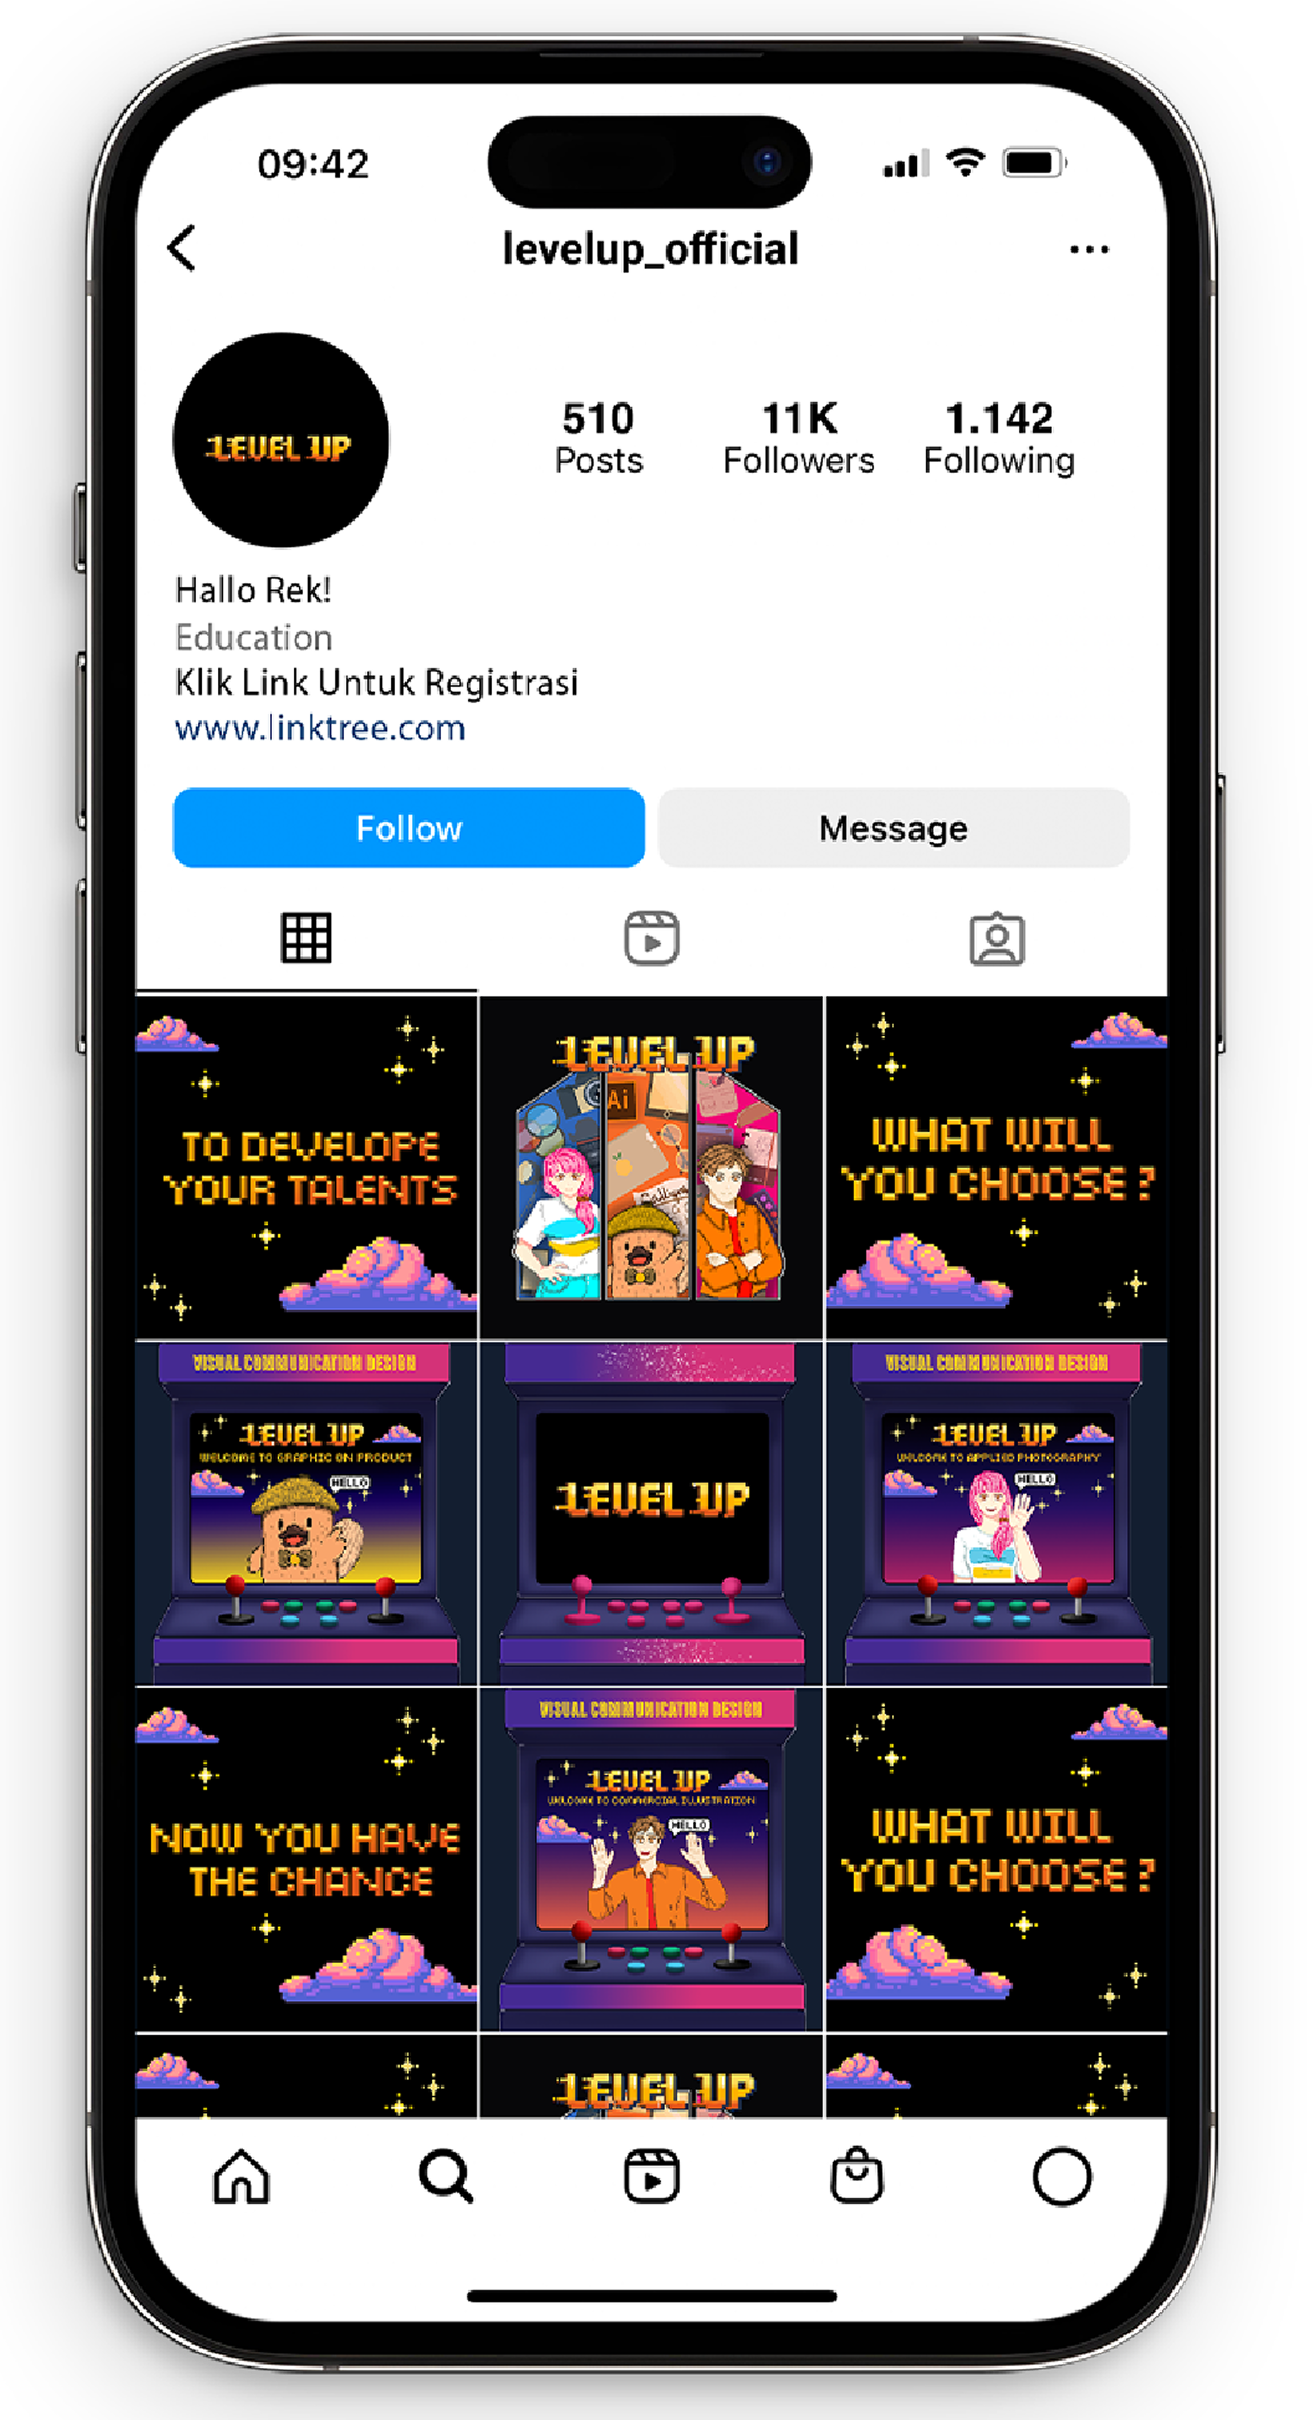 09:42
levelup_official
LEVEL UP
510
Posts
11K
Followers
1.142
Following
Hallo Rek!
Education
Klik Link Untuk Registrasi
www.linktree.com
Follow
Message
TO DEVELOPE
YOUR TALENTS
LEVEL UP
Ai
WHAT WILL
YOU CHOOSE?
VISUAL COMMUNICATION DESIGN
LEVEL UP
WELCOME TO GRAPHIC ON PRODUCT
HELLO
LEVEL UP
VISUAL COMMUNICATION DESIGN
LEVEL UP
WELCOME TO APPLIED PHOTOGRAPHY
HELLO
NOW YOU HAVE
THE CHANCE
VISUAL COMMUNICATION DESIGN
LEVEL UP
WELCOME TO COMMERCIAL ILLUSTRATION
HELLO
WHAT WILL
YOU CHOOSE?
LEVEL UP